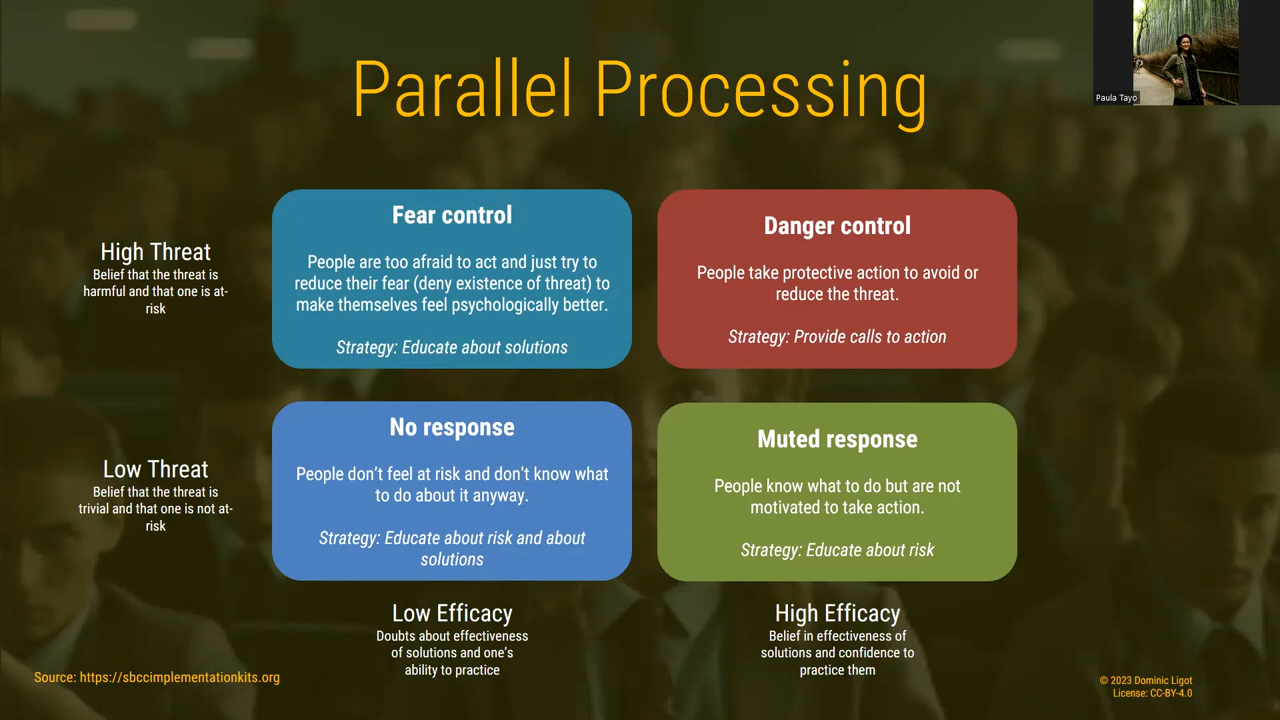 Parallel Processing
Paula Tayo
High Threat
Belief that the threat is
harmful and that one is at-
risk
Fear control
People are too afraid to act and just try to
reduce their fear (deny existence of threat) to
make themselves feel psychologically better.
Strategy: Educate about solutions
Danger control
People take protective action to avoid or
reduce the threat.
Strategy: Provide calls to action
Low Threat
Belief that the threat is
trivial and that one is not at-
risk
No response
People don't feel at risk and don't know what
to do about it anyway.
Strategy: Educate about risk and about
solutions
Muted response
People know what to do but are not
motivated to take action.
Strategy: Educate about risk
Low Efficacy
Doubts about effectiveness
of solutions and one's
ability to practice
High Efficacy
Belief in effectiveness of
solutions and confidence to
practice them
Source: https://sbccimplementationkits.org
© 2023 Dominic Ligot
License: CC-BY-4.0